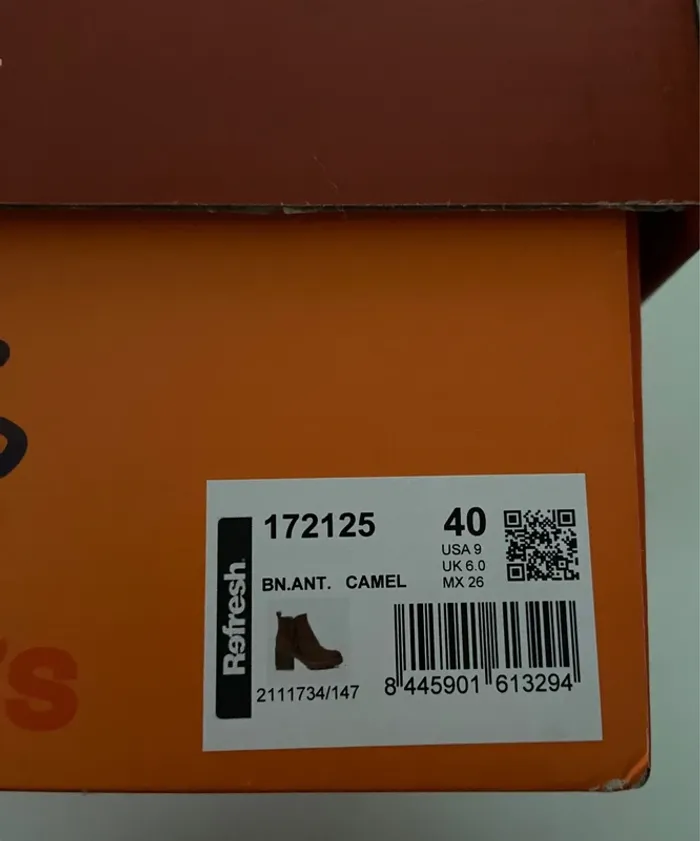 Refresh
172125
40
USA 9
UK 6.0
MX 26
BN.ANT. CAMEL
2111734/147
8 445901 613294
's